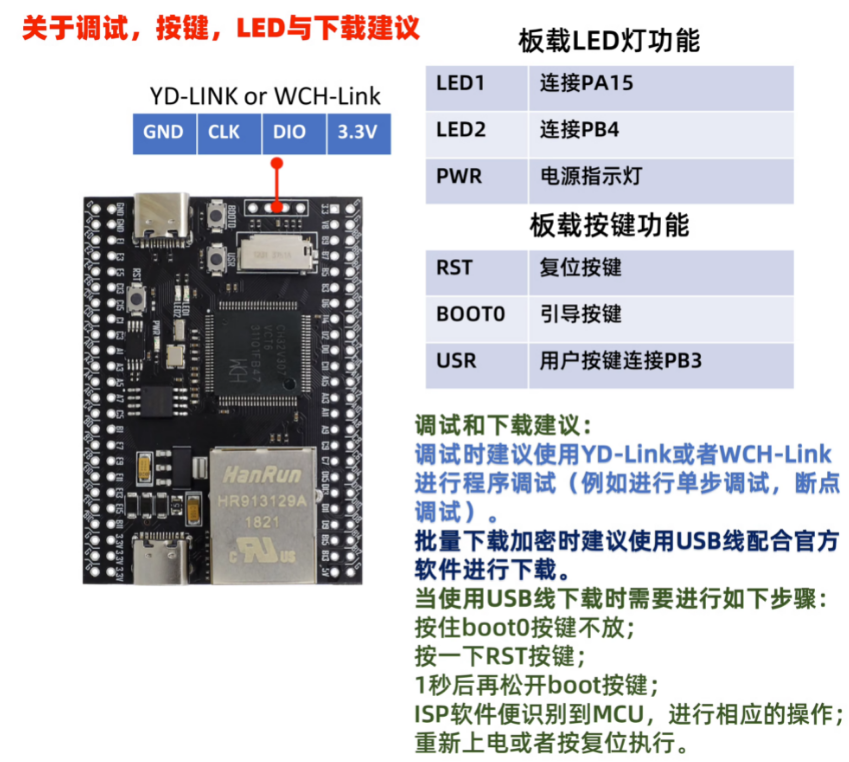 关于调试，按键，LED与下载建议
板载LED灯功能
LED1 连接PA15
LED2 连接PB4
PWR 电源指示灯
板载按键功能
RST 复位按键
BOOT0 引导按键
USR 用户按键连接PB3
YD-LINK or WCH-Link
GND CLK DIO 3.3V
BOOT0
USR
RST
PWR
HanRun
HR913129A
1821
C US
调试和下载建议：
调试时建议使用YD-Link或者WCH-Link
进行程序调试（例如进行单步调试，断点
调试）。
批量下载加密时建议使用USB线配合官方
软件进行下载。
当使用USB线下载时需要进行如下步骤：
按住boot0按键不放；
按一下RST按键；
1秒后再松开boot按键；
ISP软件便识别到MCU，进行相应的操作；
重新上电或者按复位执行。